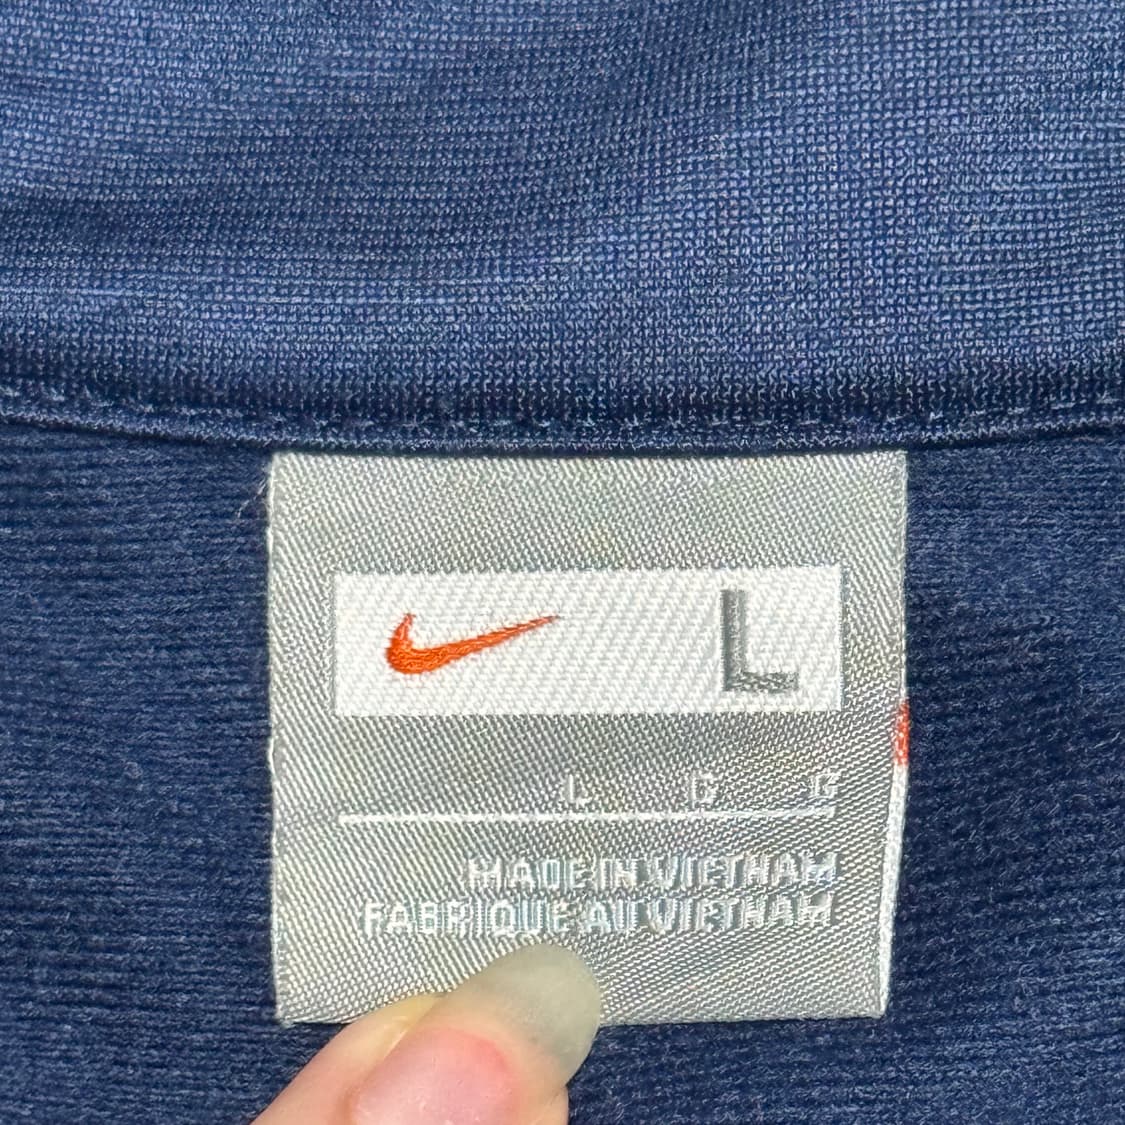 L
L G G
MADE IN VIETNAM
FABRIQUE AU VIETNAM